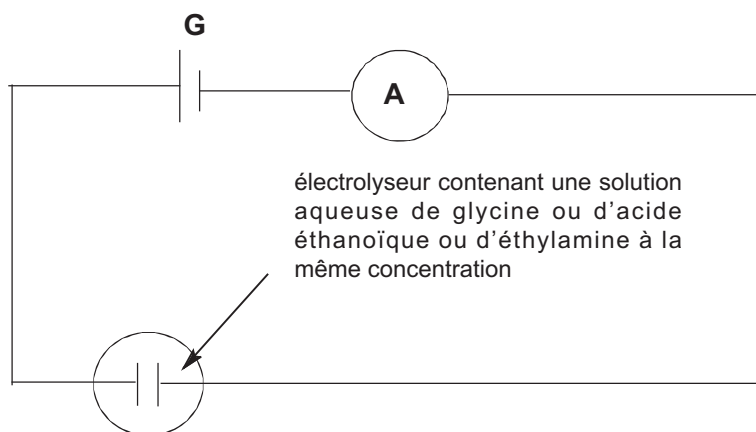 G
A
électrolyseur contenant une solution
aqueuse de glycine ou d'acide
éthanoïque ou d'éthylamine à la
même concentration